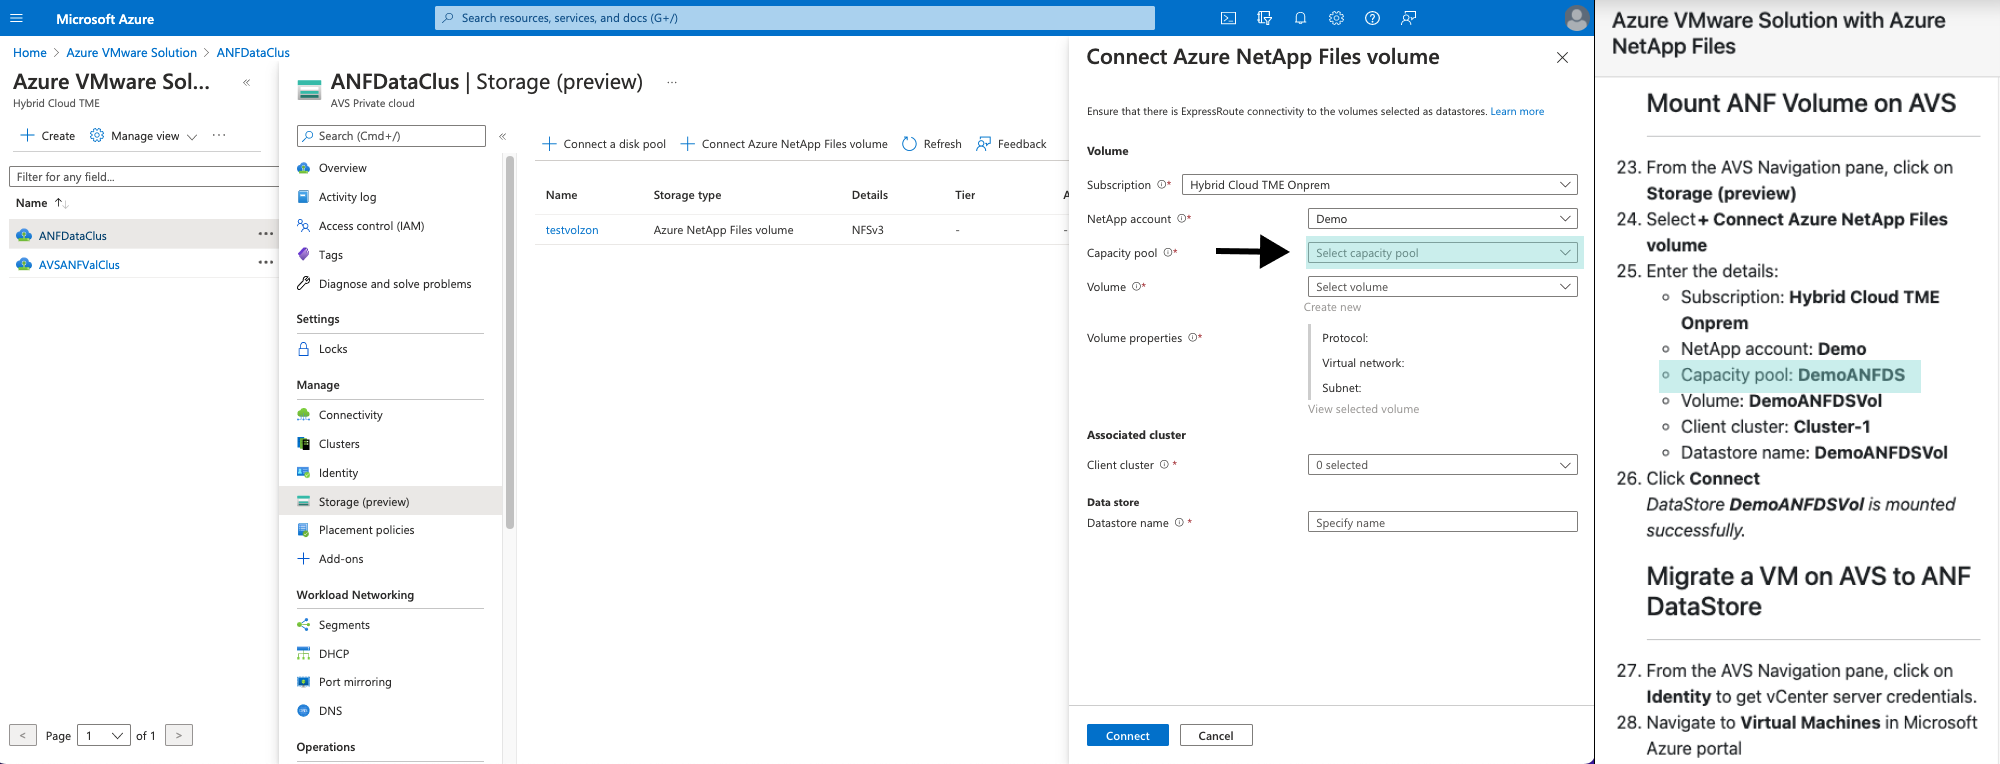 Microsoft Azure
Search resources, services, and docs (G+/)
Home > Azure VMware Solution > ANFDataClus
Azure VMware Sol... «
Hybrid Cloud TME
+ Create Manage view ...
Filter for any field...
Name ↑↓
ANFDataClus ...
AVSANFValClus ...
< Page 1 of 1 >
ANFDataClus | Storage (preview) ...
AVS Private cloud
Search (Cmd+/) «
Overview
Activity log
Access control (IAM)
Tags
Diagnose and solve problems
Settings
Locks
Manage
Connectivity
Clusters
Identity
Storage (preview)
Placement policies
Add-ons
Workload Networking
Segments
DHCP
Port mirroring
DNS
Operations
+ Connect a disk pool + Connect Azure NetApp Files volume Refresh Feedback
Name Storage type Details Tier A
testvolzon Azure NetApp Files volume NFSv3 - -
Connect Azure NetApp Files volume
Ensure that there is ExpressRoute connectivity to the volumes selected as datastores. Learn more
Volume
Subscription * Hybrid Cloud TME Onprem
NetApp account * Demo
Capacity pool * Select capacity pool
Volume * Select volume
Create new
Volume properties * Protocol:
Virtual network:
Subnet:
View selected volume
Associated cluster
Client cluster * 0 selected
Data store
Datastore name * Specify name
Connect Cancel
Azure VMware Solution with Azure
NetApp Files
Mount ANF Volume on AVS
23. From the AVS Navigation pane, click on
Storage (preview)
24. Select + Connect Azure NetApp Files
volume
25. Enter the details:
Subscription: Hybrid Cloud TME
Onprem
NetApp account: Demo
Capacity pool: DemoANFDS
Volume: DemoANFDSVol
Client cluster: Cluster-1
Datastore name: DemoANFDSVol
26. Click Connect
DataStore DemoANFDSVol is mounted
successfully.
Migrate a VM on AVS to ANF
DataStore
27. From the AVS Navigation pane, click on
Identity to get vCenter server credentials.
28. Navigate to Virtual Machines in Microsoft
Azure portal